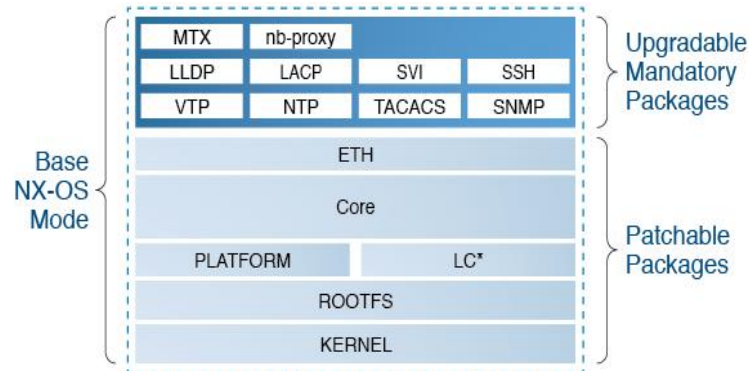 MTX nb-proxy
LLDP LACP SVI SSH
VTP NTP TACACS SNMP
Upgradable
Mandatory
Packages
Base
NX-OS
Mode
ETH
Core
PLATFORM LC*
ROOTFS
KERNEL
Patchable
Packages